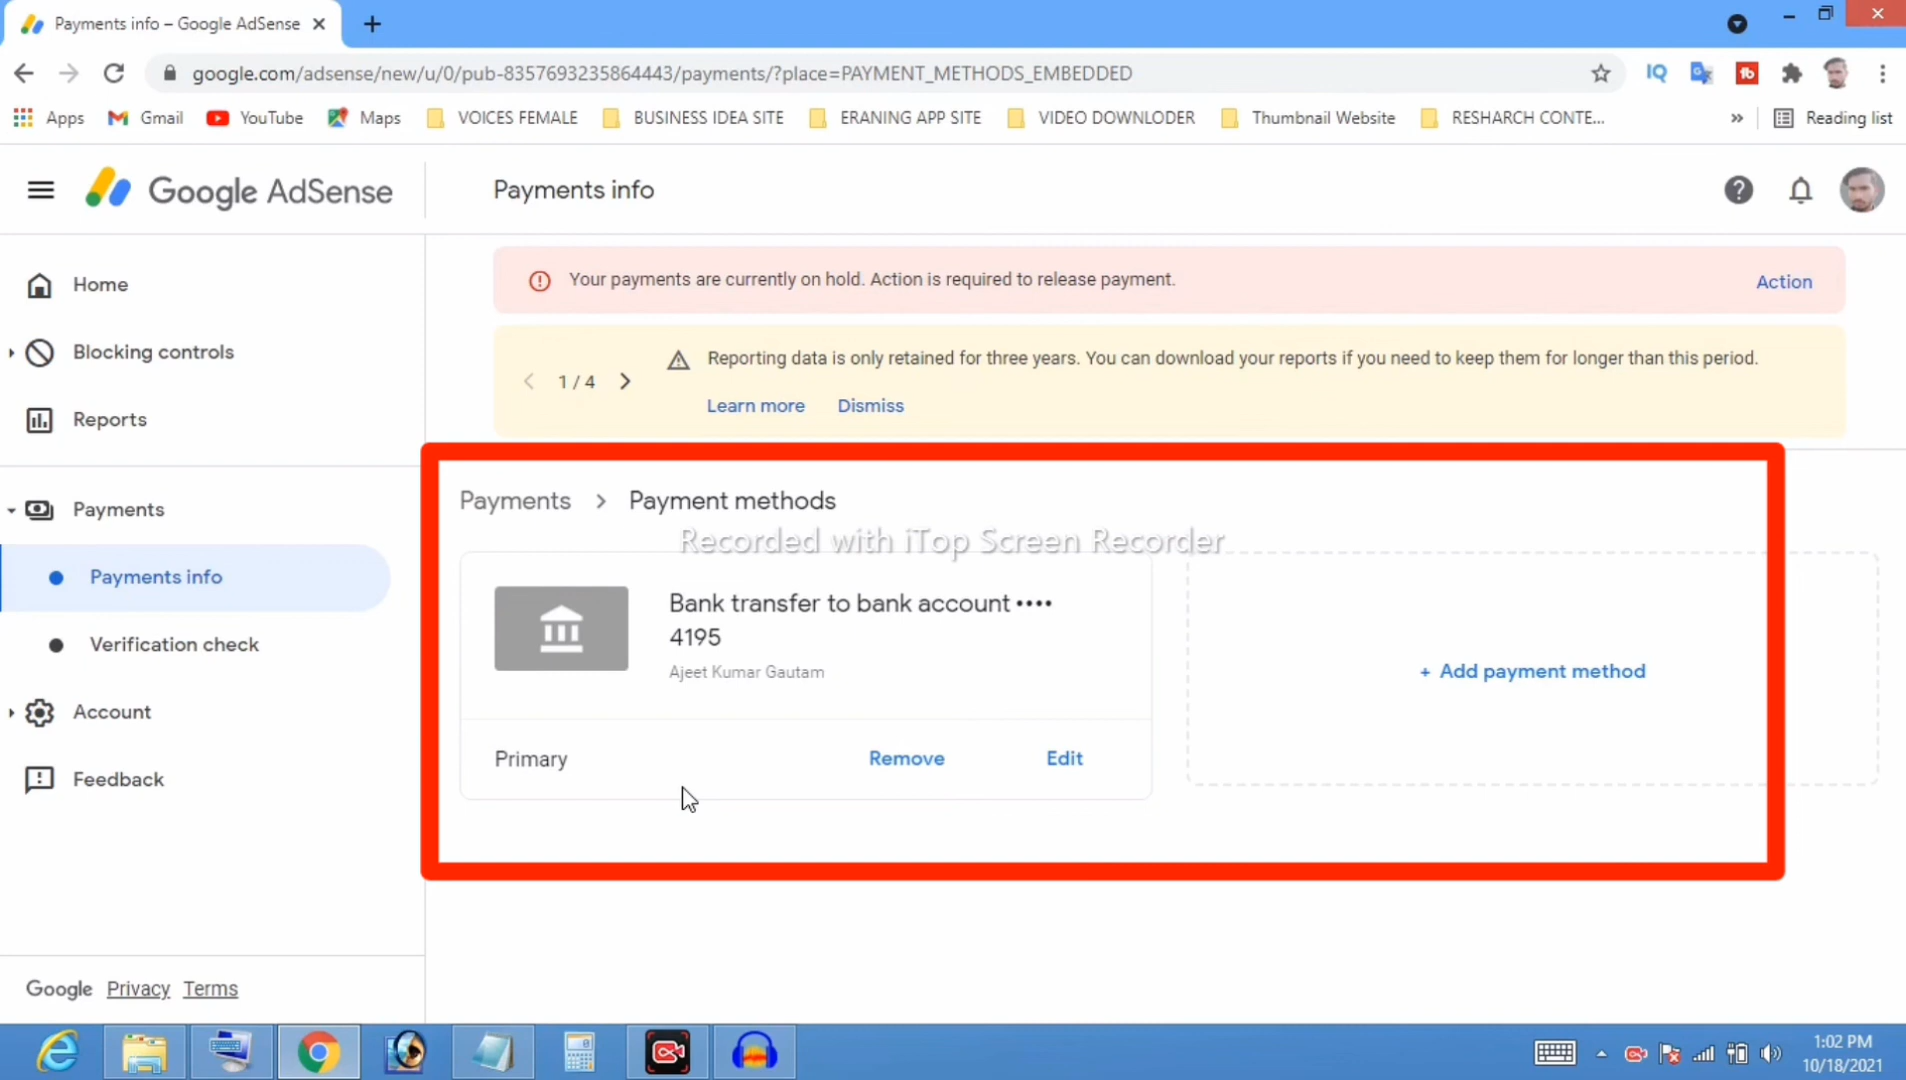 Payments info – Google AdSense
google.com/adsense/new/u/0/pub-8357693235864443/payments/?place=PAYMENT_METHODS_EMBEDDED
IQ
Apps
Gmail
YouTube
Maps
VOICES FEMALE
BUSINESS IDEA SITE
ERANING APP SITE
VIDEO DOWNLODER
Thumbnail Website
RESHARCH CONTE...
»
Reading list
Google AdSense
Payments info
Home
Blocking controls
Reports
Payments
Payments info
Verification check
Account
Feedback
Google Privacy Terms
Your payments are currently on hold. Action is required to release payment.
Action
1 / 4
Reporting data is only retained for three years. You can download your reports if you need to keep them for longer than this period.
Learn more Dismiss
Payments > Payment methods
Recorded with iTop Screen Recorder
Bank transfer to bank account ••••
4195
Ajeet Kumar Gautam
Primary
Remove
Edit
+ Add payment method
1:02 PM
10/18/2021